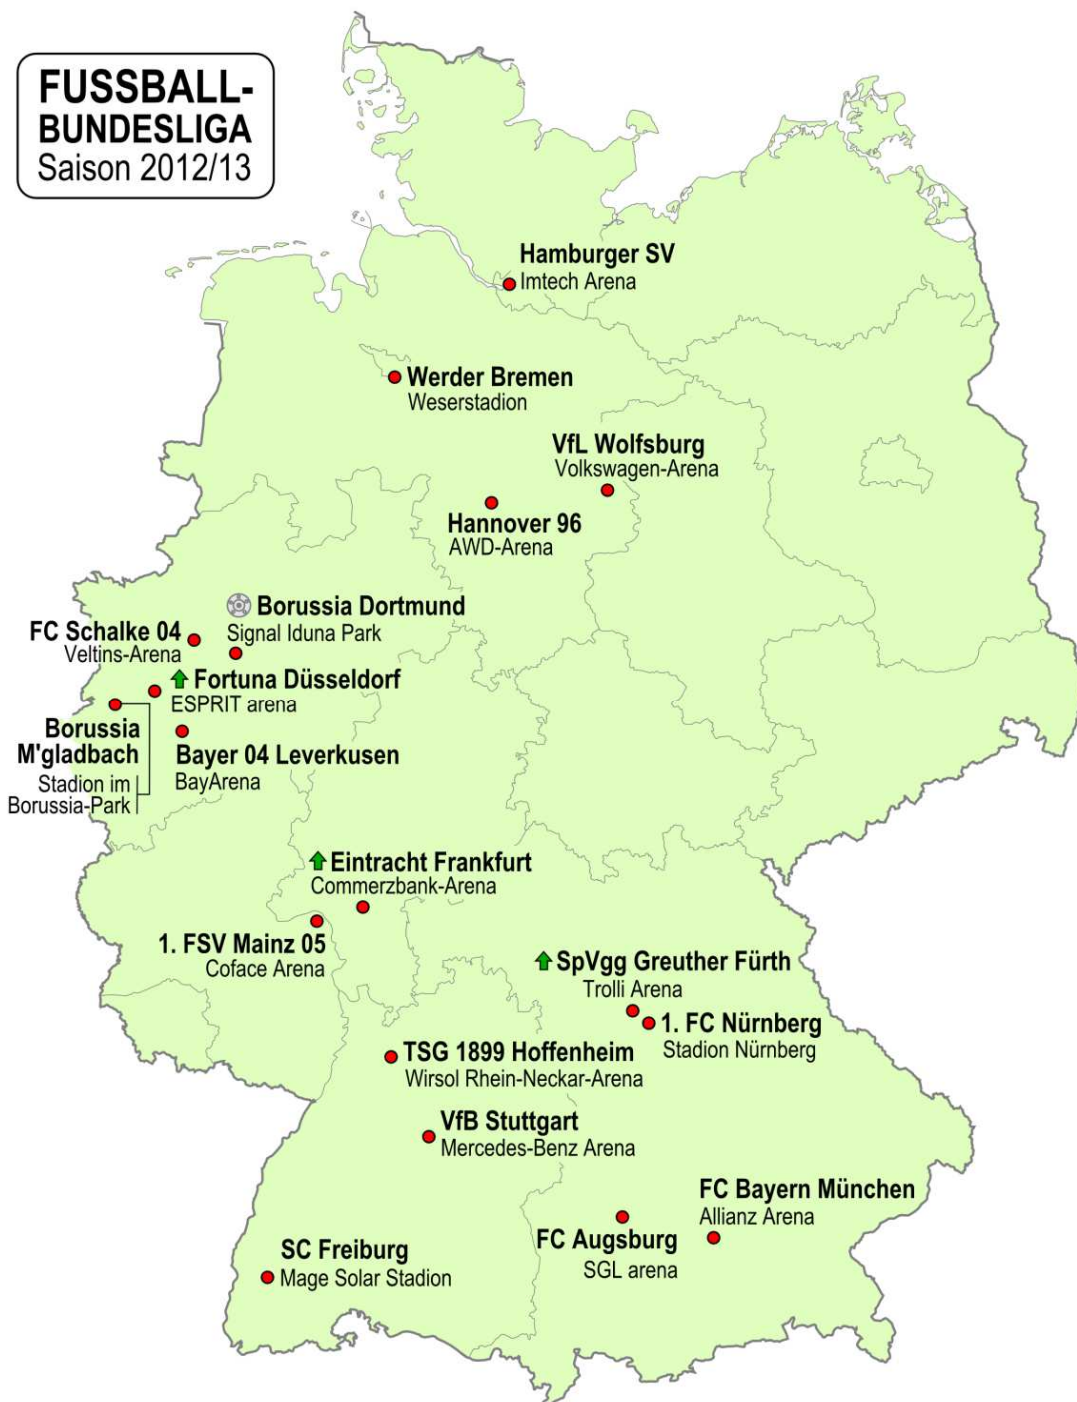 FUSSBALL-
BUNDESLIGA
Saison 2012/13
Hamburger SV
Imtech Arena
Werder Bremen
Weserstadion
VfL Wolfsburg
Volkswagen-Arena
Hannover 96
AWD-Arena
Borussia Dortmund
Signal Iduna Park
FC Schalke 04
Veltins-Arena
Fortuna Düsseldorf
ESPRIT arena
Borussia
M'gladbach
Stadion im
Borussia-Park
Bayer 04 Leverkusen
BayArena
Eintracht Frankfurt
Commerzbank-Arena
1. FSV Mainz 05
Coface Arena
SpVgg Greuther Fürth
Trolli Arena
1. FC Nürnberg
Stadion Nürnberg
TSG 1899 Hoffenheim
Wirsol Rhein-Neckar-Arena
VfB Stuttgart
Mercedes-Benz Arena
FC Bayern München
Allianz Arena
FC Augsburg
SGL arena
SC Freiburg
Mage Solar Stadion